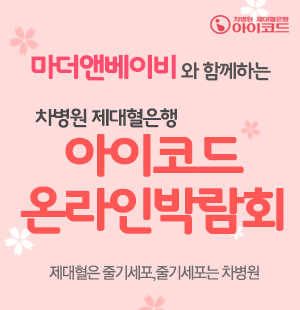 차병원 제대혈은행
아이코드
마더앤베이비 와 함께하는
차병원 제대혈은행
아이코드
온라인박람회
제대혈은 줄기세포,줄기세포는 차병원